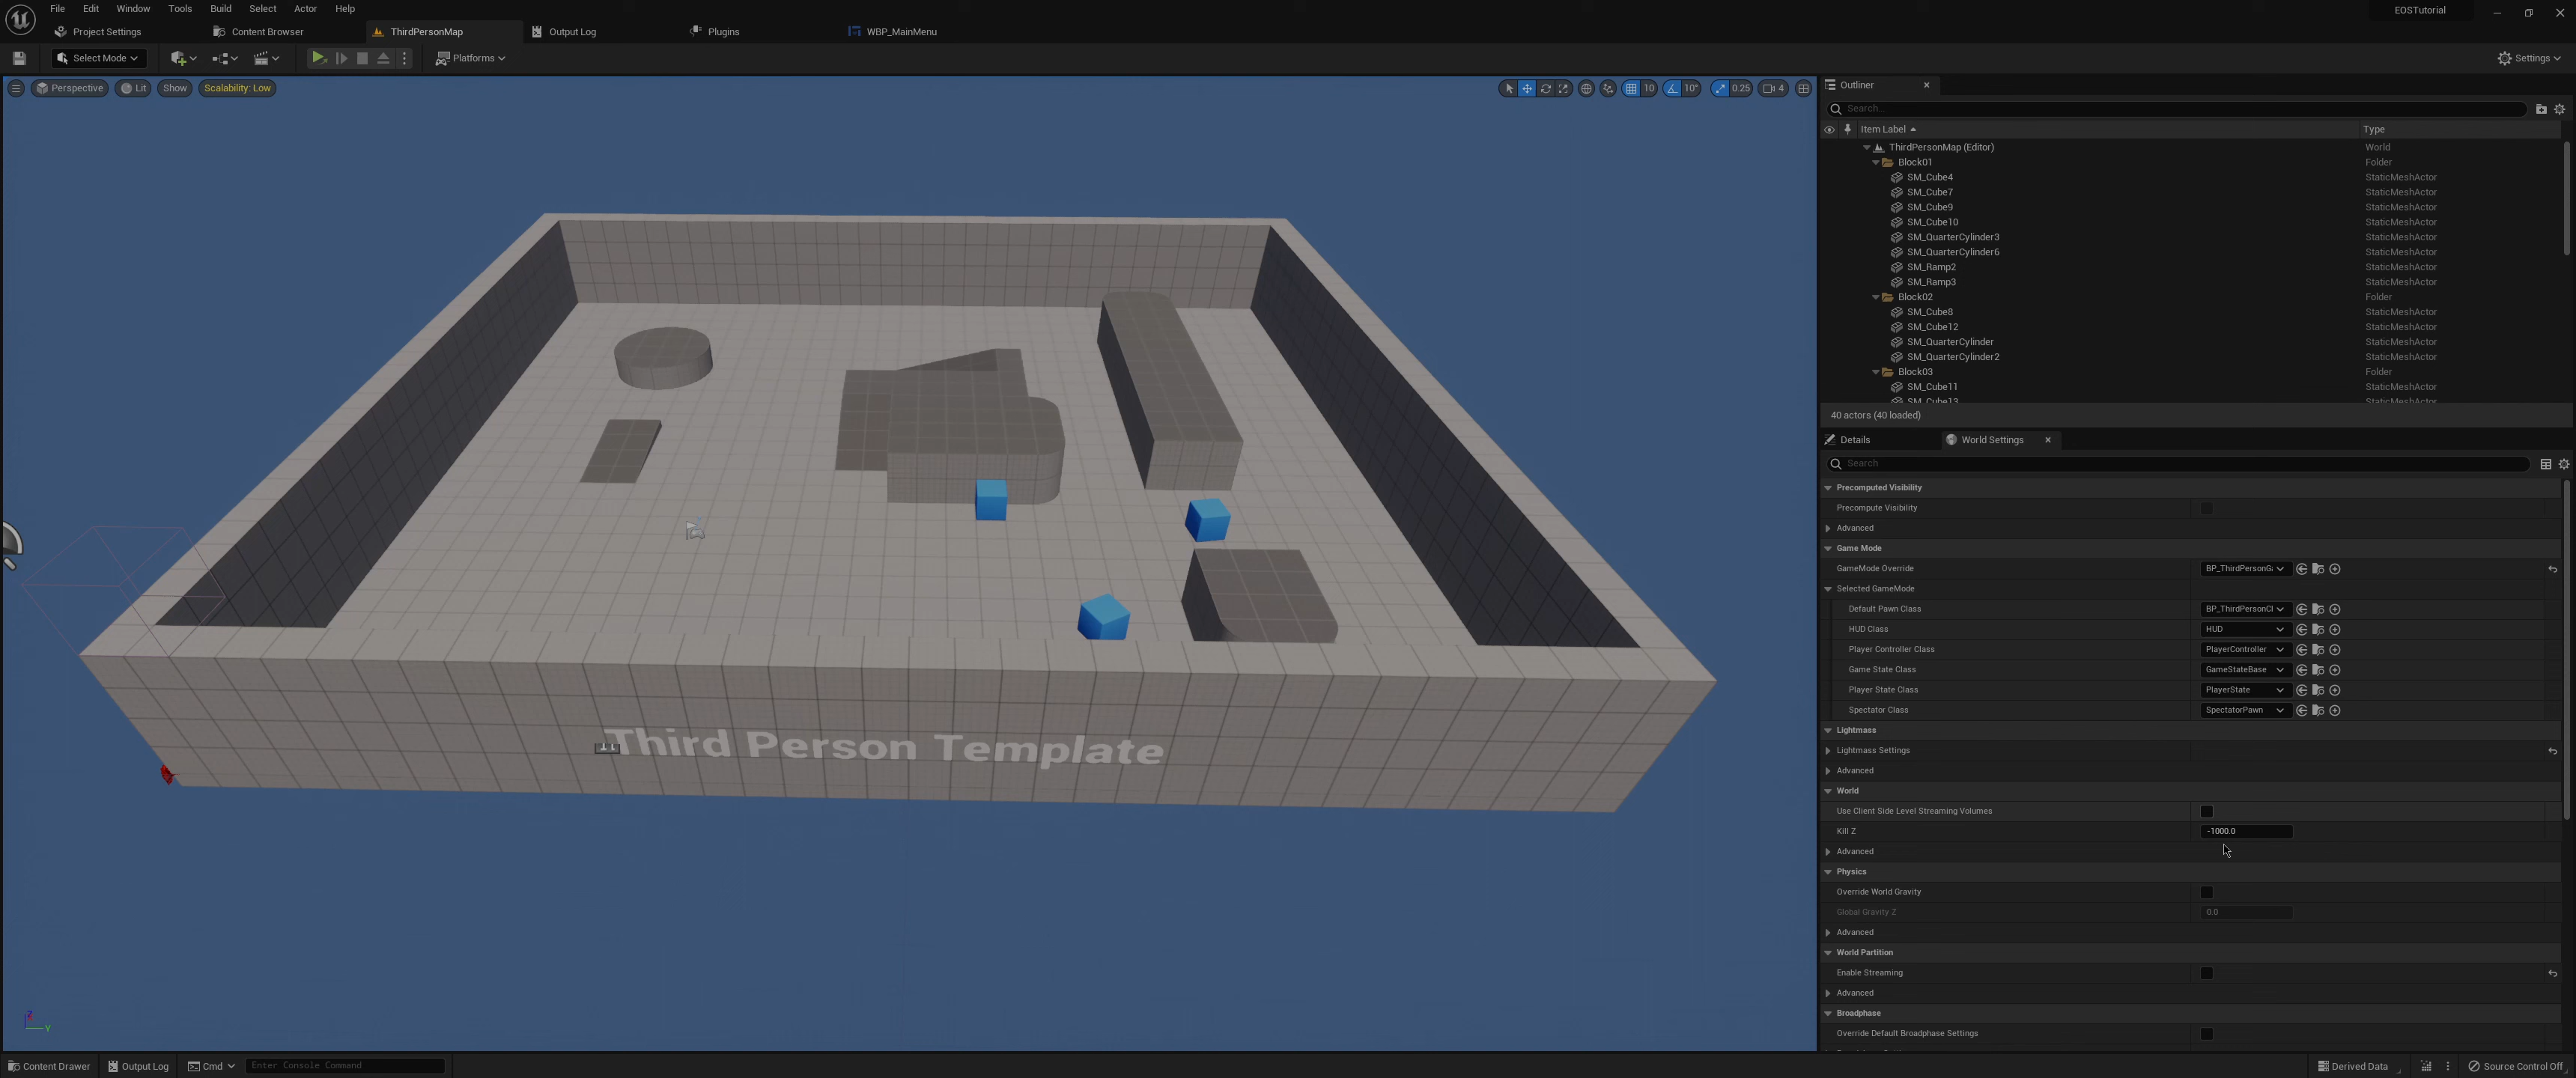 File Edit Window Tools Build Select Actor Help
EOSTutorial
Project Settings Content Browser ThirdPersonMap Output Log Plugins WBP_MainMenu
Select Mode Platforms Settings
Perspective Lit Show Scalability: Low 10 10° 0.25 4
Outliner
Search...
Item Label Type
ThirdPersonMap (Editor) World
Block01 Folder
SM_Cube4 StaticMeshActor
SM_Cube7 StaticMeshActor
SM_Cube9 StaticMeshActor
SM_Cube10 StaticMeshActor
SM_QuarterCylinder3 StaticMeshActor
SM_QuarterCylinder6 StaticMeshActor
SM_Ramp2 StaticMeshActor
SM_Ramp3 StaticMeshActor
Block02 Folder
SM_Cube8 StaticMeshActor
SM_Cube12 StaticMeshActor
SM_QuarterCylinder StaticMeshActor
SM_QuarterCylinder2 StaticMeshActor
Block03 Folder
SM_Cube11 StaticMeshActor
SM_Cube13
40 actors (40 loaded)
Details World Settings
Search
Precomputed Visibility
Precompute Visibility
Advanced
Game Mode
GameMode Override BP_ThirdPersonG
Selected GameMode
Default Pawn Class BP_ThirdPersonCl
HUD Class HUD
Player Controller Class PlayerController
Game State Class GameStateBase
Player State Class PlayerState
Spectator Class SpectatorPawn
Lightmass
Lightmass Settings
Advanced
World
Use Client Side Level Streaming Volumes
Kill Z -1000.0
Advanced
Physics
Override World Gravity
Global Gravity Z 0.0
Advanced
World Partition
Enable Streaming
Advanced
Broadphase
Override Default Broadphase Settings
Third Person Template
Z
Y
Content Drawer Output Log Cmd Enter Console Command Derived Data Source Control Off